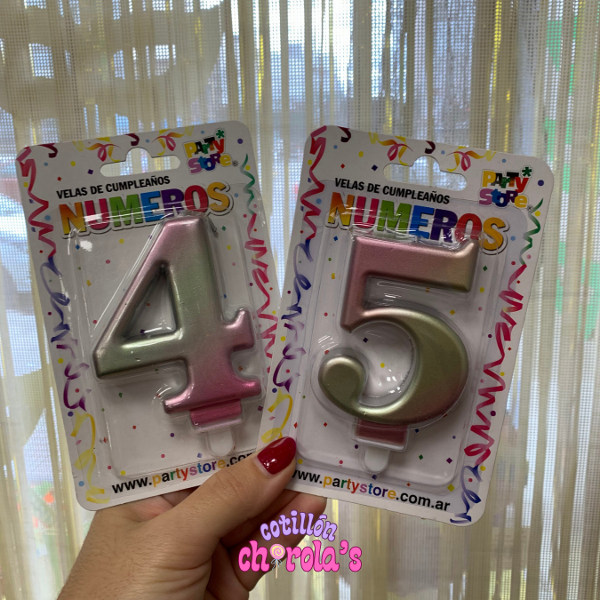 PARTY STORE
VELAS DE CUMPLEAÑOS
NUMEROS
4
www.partystore.com
PARTY STORE
VELAS DE CUMPLEAÑOS
NUMEROS
5
www.partystore.com.ar
cotillón
chirola's